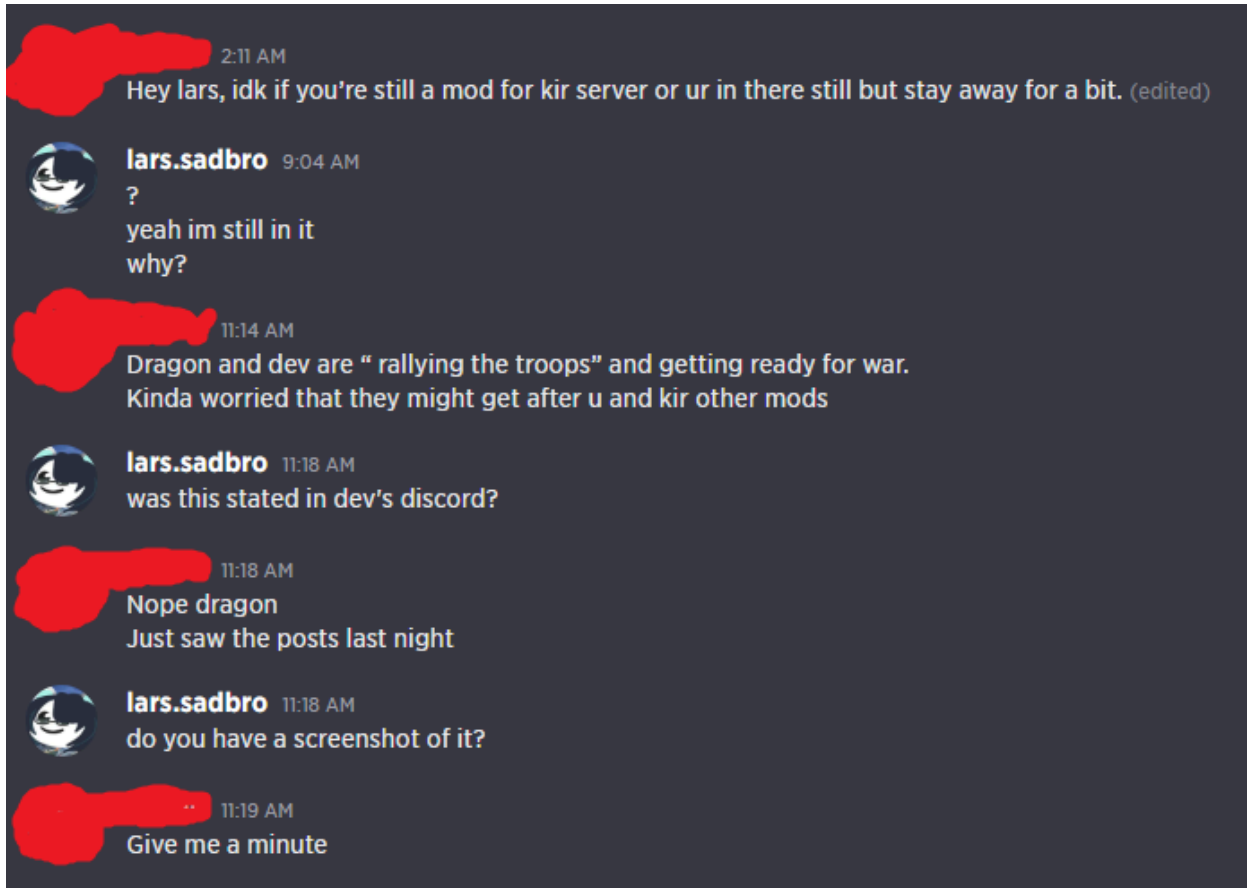 2:11 AM
Hey lars, idk if you're still a mod for kir server or ur in there still but stay away for a bit. (edited)
lars.sadbro 9:04 AM
?
yeah im still in it
why?
11:14 AM
Dragon and dev are “ rallying the troops” and getting ready for war.
Kinda worried that they might get after u and kir other mods
lars.sadbro 11:18 AM
was this stated in dev's discord?
11:18 AM
Nope dragon
Just saw the posts last night
lars.sadbro 11:18 AM
do you have a screenshot of it?
11:19 AM
Give me a minute